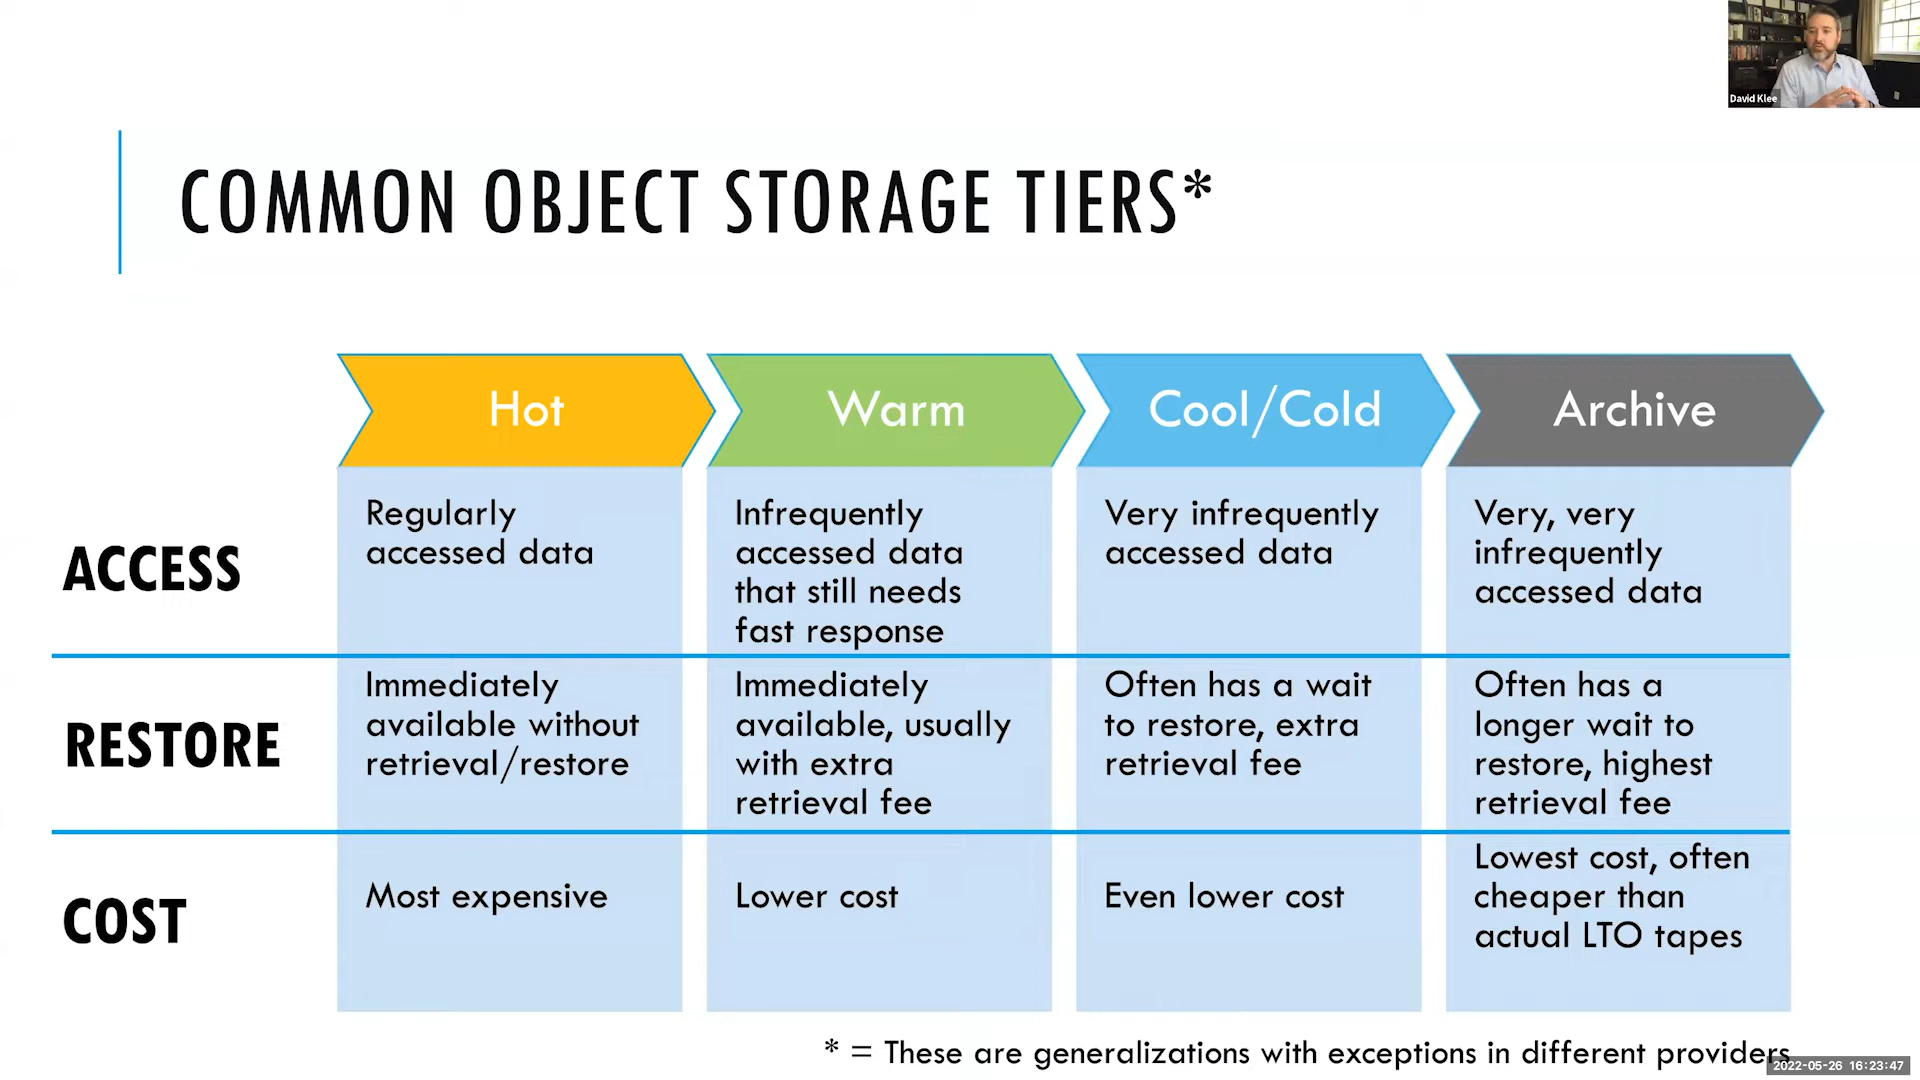 David Klee
COMMON OBJECT STORAGE TIERS*
Hot
Warm
Cool/Cold
Archive
ACCESS
Regularly
accessed data
Infrequently
accessed data
that still needs
fast response
Very infrequently
accessed data
Very, very
infrequently
accessed data
RESTORE
Immediately
available without
retrieval/restore
Immediately
available, usually
with extra
retrieval fee
Often has a wait
to restore, extra
retrieval fee
Often has a
longer wait to
restore, highest
retrieval fee
COST
Most expensive
Lower cost
Even lower cost
Lowest cost, often
cheaper than
actual LTO tapes
* = These are generalizations with exceptions in different providers
2022-05-26 16:23:47